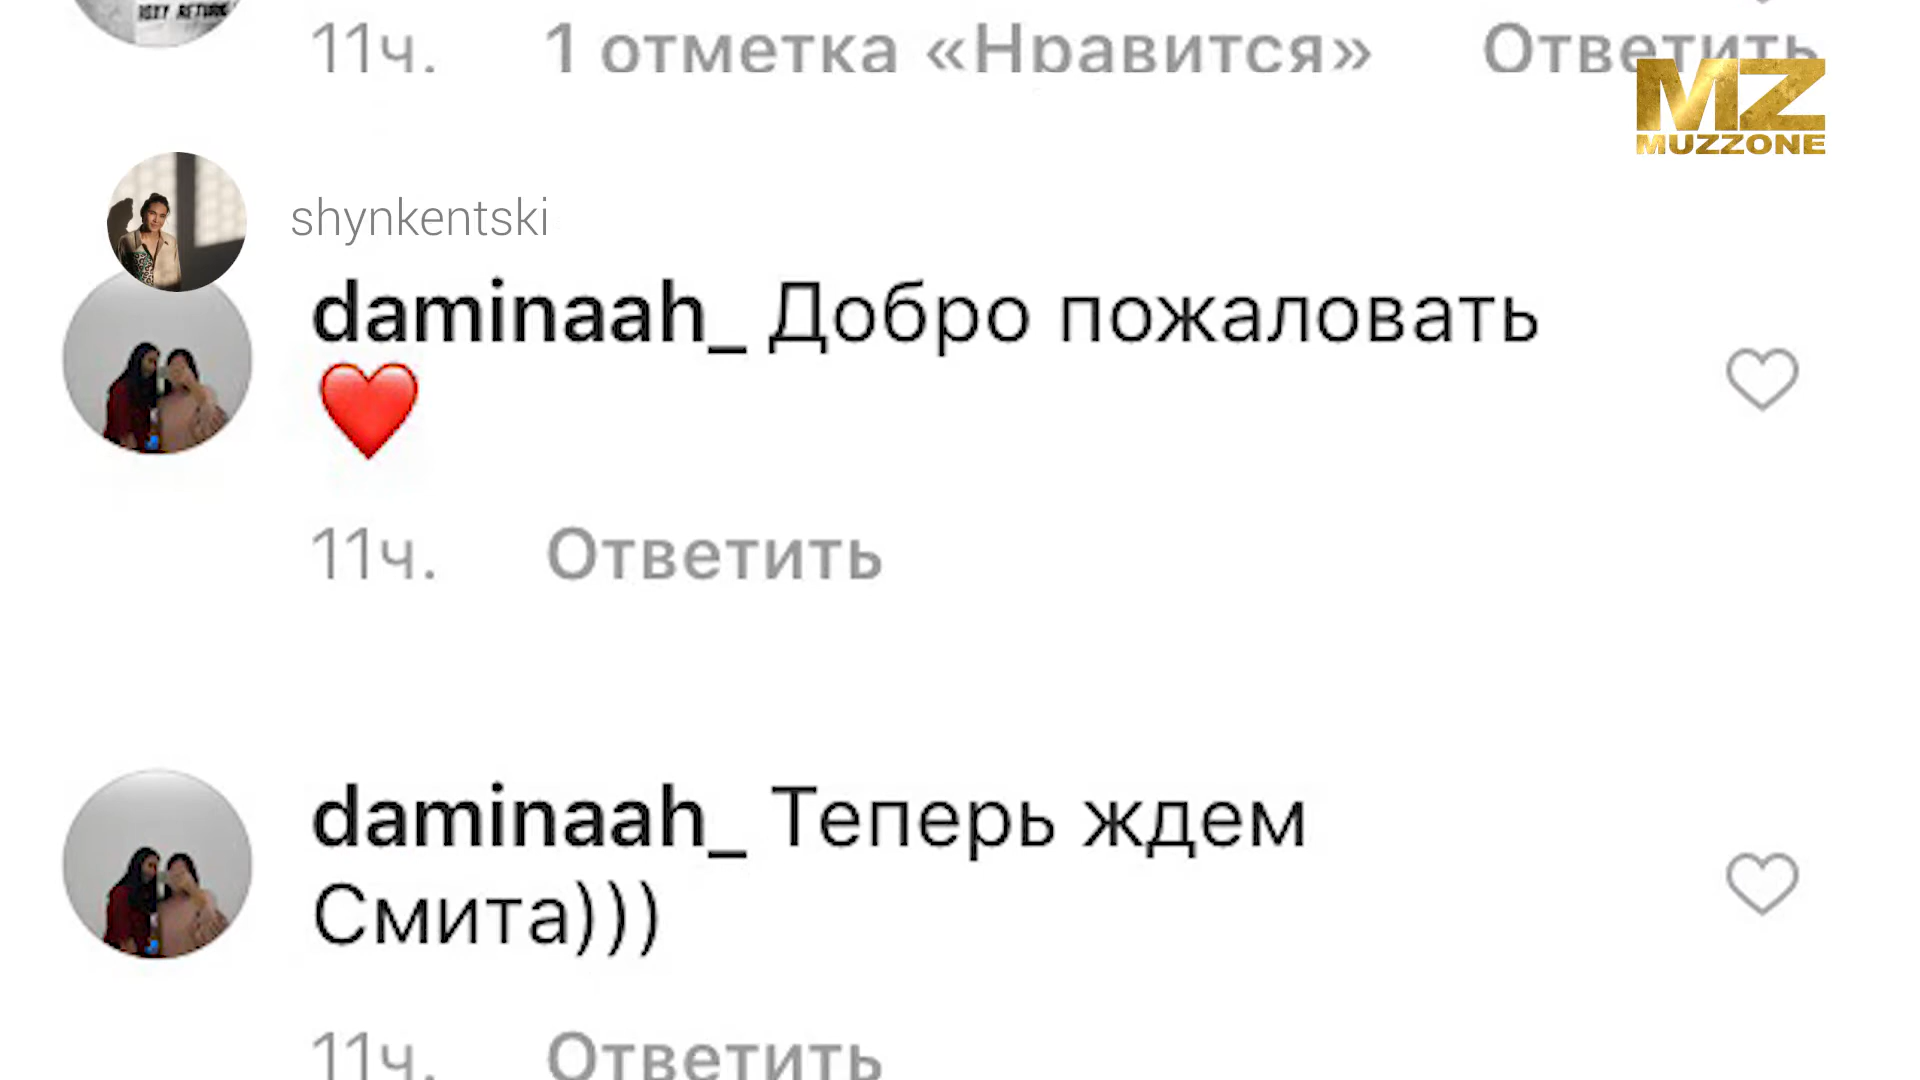 11ч. 1 отметка «Нравится» Ответить
MZ
MUZZONE
shynkentski
daminaah_ Добро пожаловать
❤️
11ч. Ответить
daminaah_ Теперь ждем
Смита)))
11ч. Ответить